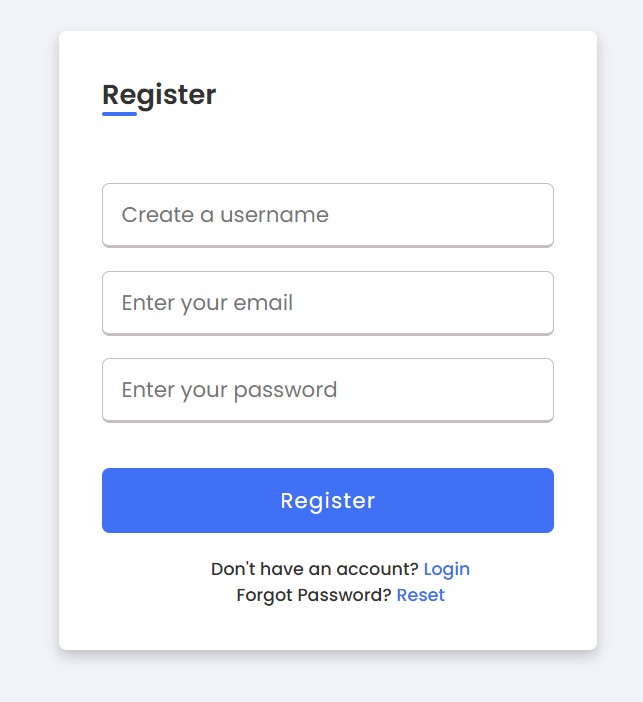 Register
Create a username
Enter your email
Enter your password
Register
Don't have an account? Login
Forgot Password? Reset